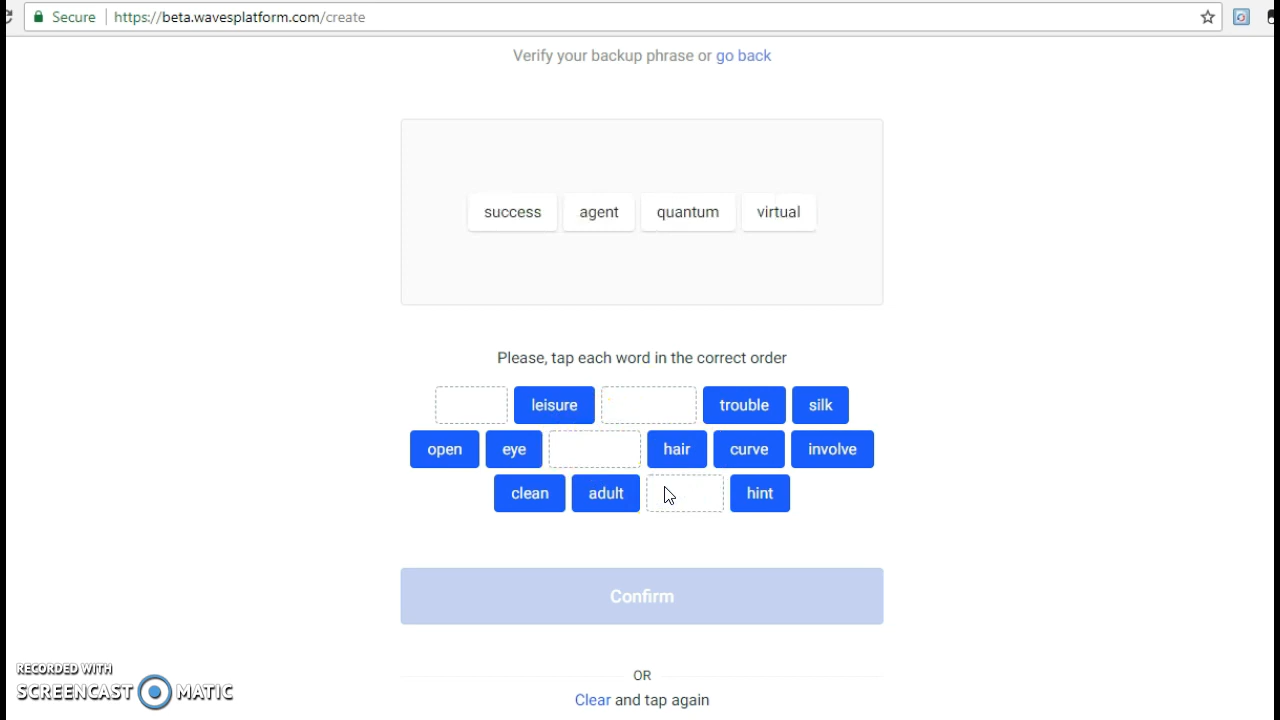 Secure https://beta.wavesplatform.com/create
Verify your backup phrase or go back
success agent quantum virtual
Please, tap each word in the correct order
leisure trouble silk
open eye hair curve involve
clean adult hint
Confirm
OR
Clear and tap again
RECORDED WITH
SCREENCAST MATIC